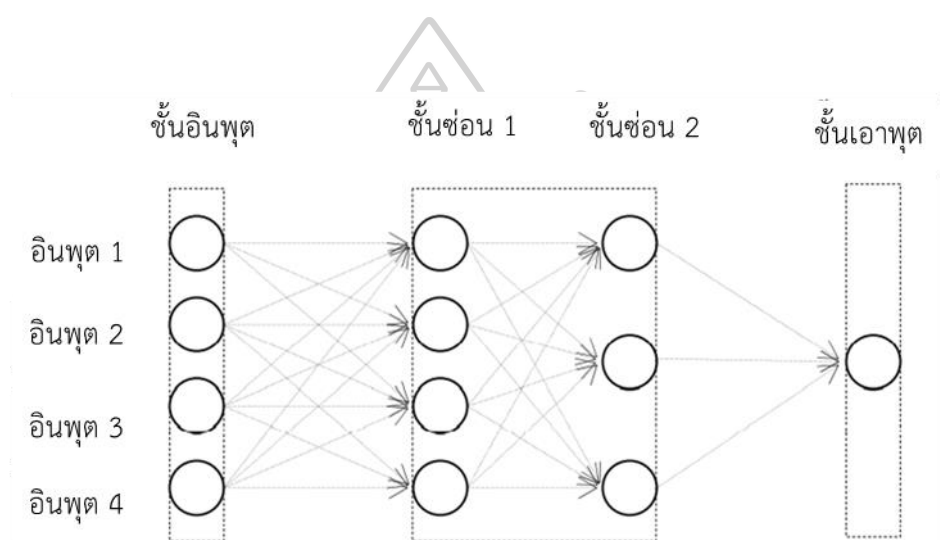 ชั้นอินพุต ชั้นซ่อน 1 ชั้นซ่อน 2 ชั้นเอาพุต
อินพุต 1
อินพุต 2
อินพุต 3
อินพุต 4